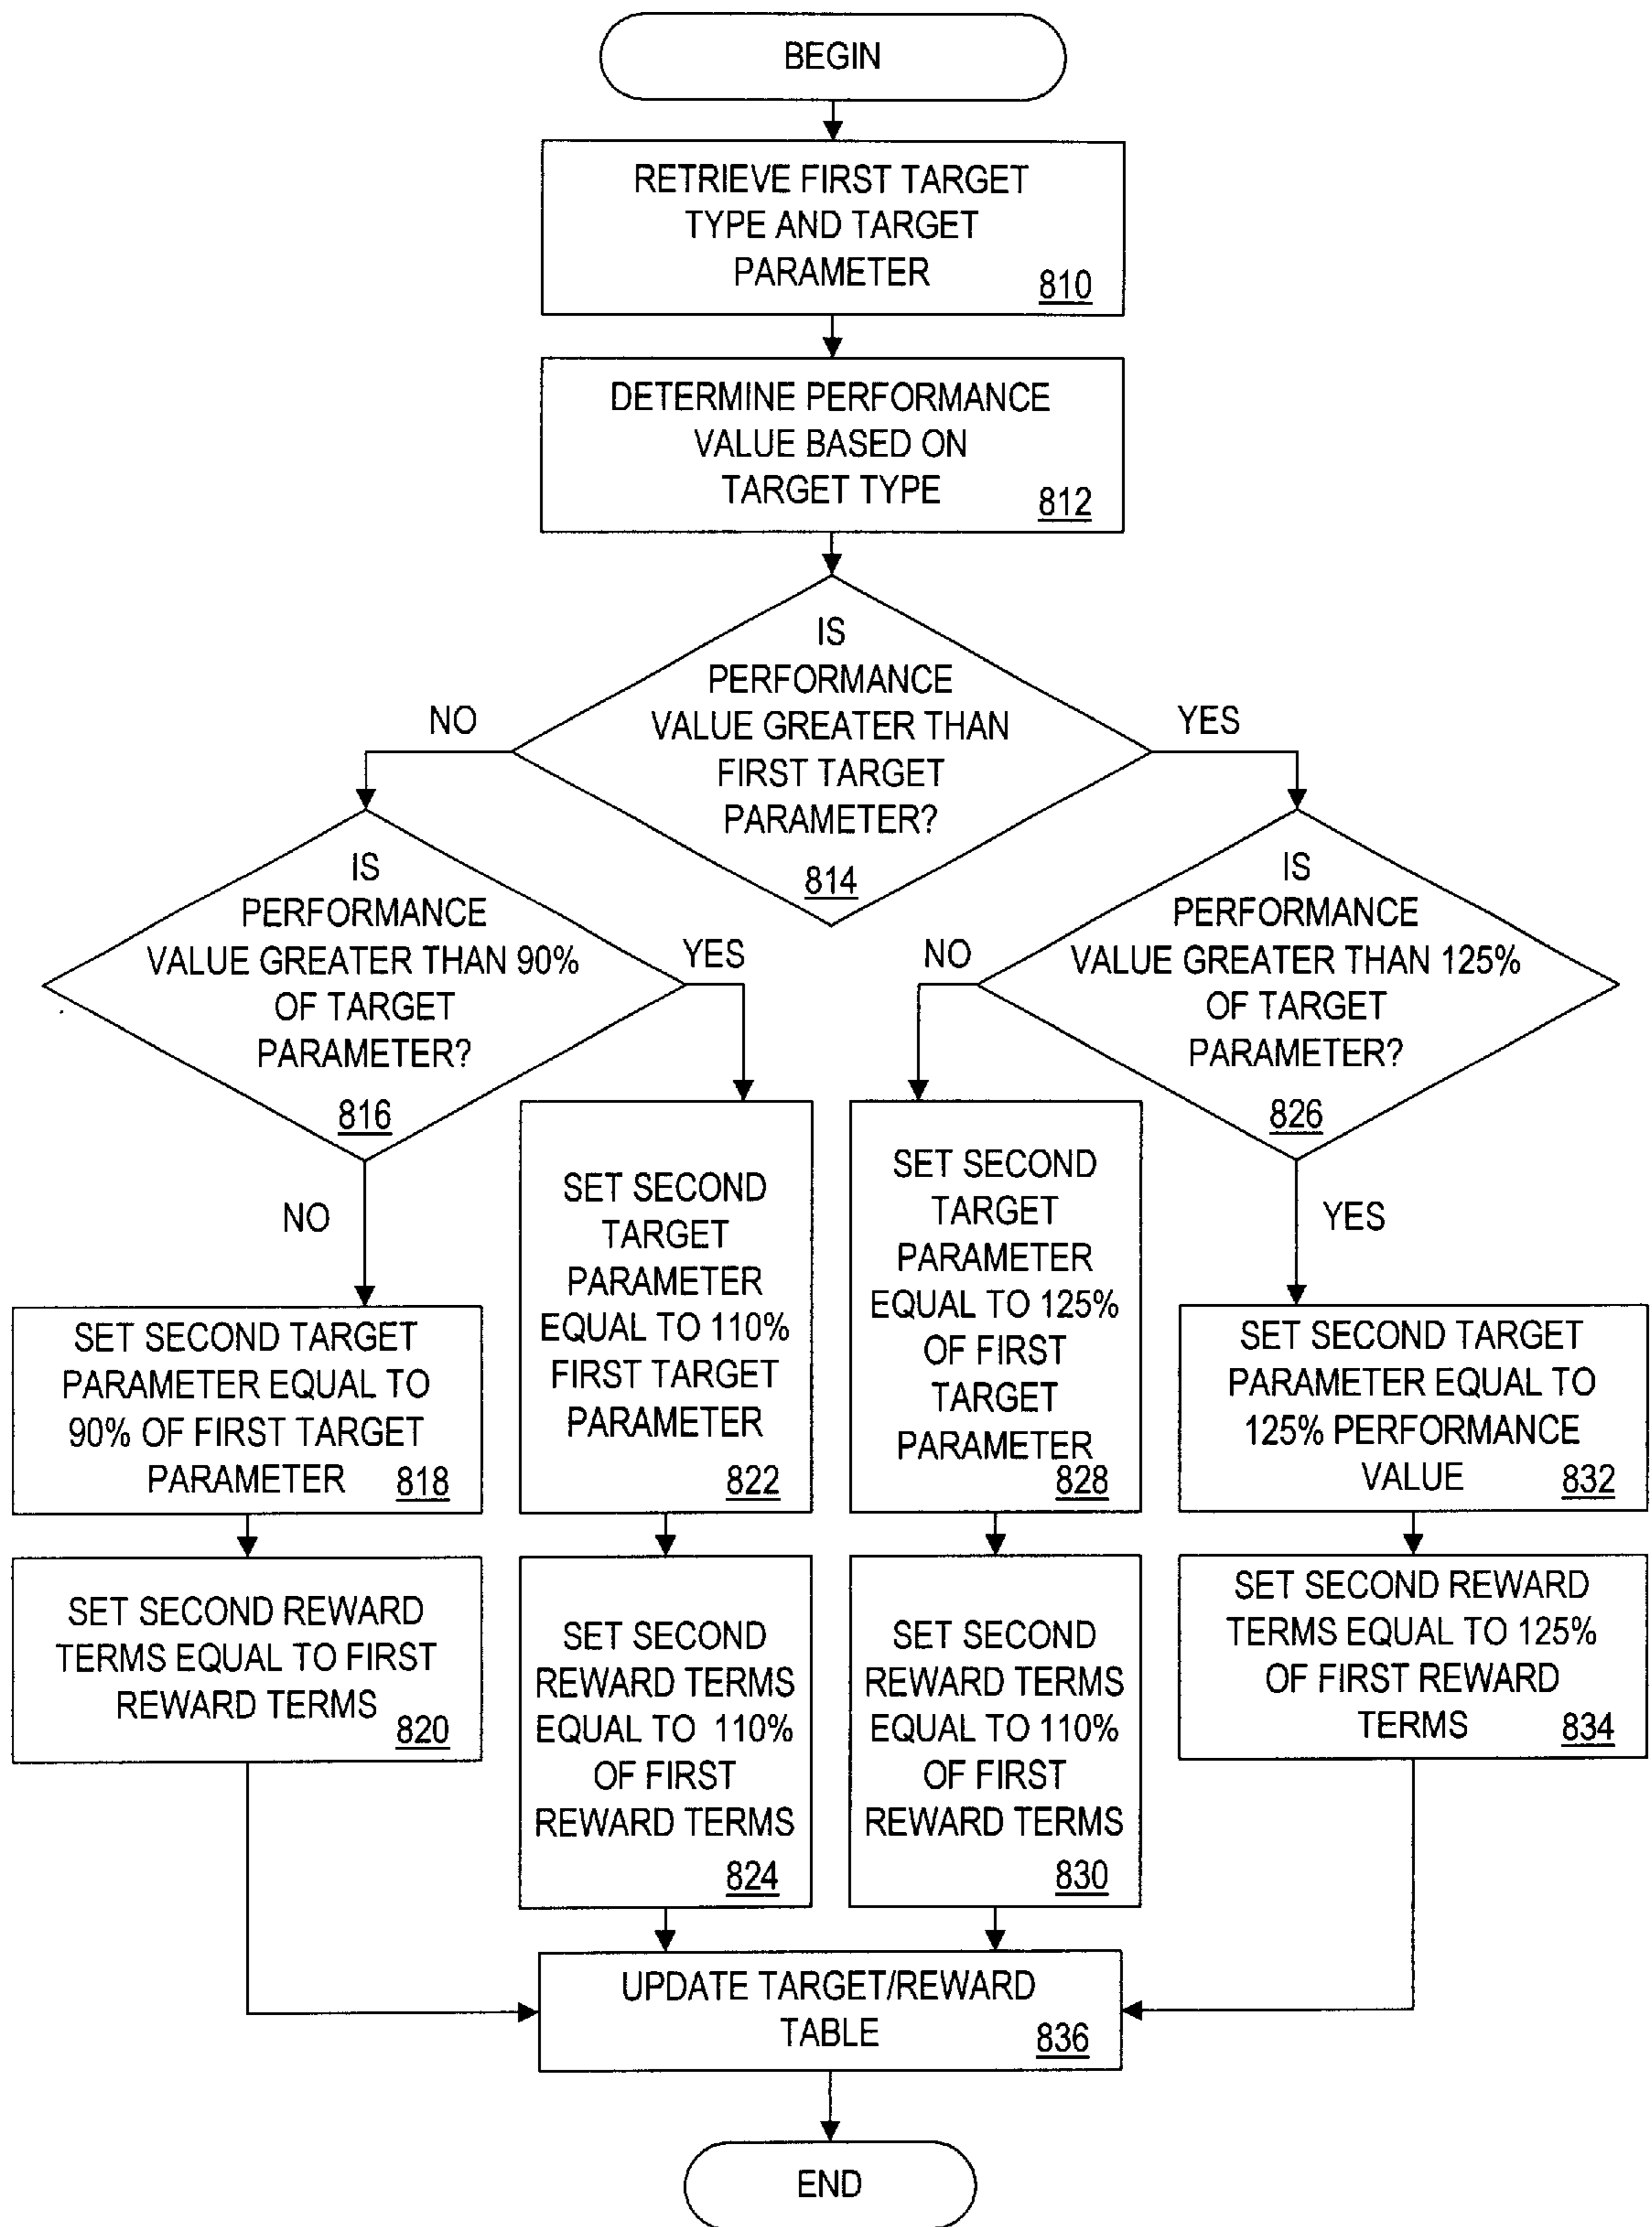 BEGIN
RETRIEVE FIRST TARGET
TYPE AND TARGET
PARAMETER
810
DETERMINE PERFORMANCE
VALUE BASED ON
TARGET TYPE
812
IS
PERFORMANCE
VALUE GREATER THAN
FIRST TARGET
PARAMETER?
814
NO
YES
IS
PERFORMANCE
VALUE GREATER THAN 90%
OF TARGET
PARAMETER?
816
YES
NO
IS
PERFORMANCE
VALUE GREATER THAN 125%
OF TARGET
PARAMETER?
826
NO
YES
SET SECOND TARGET
PARAMETER EQUAL TO
90% OF FIRST TARGET
PARAMETER
818
SET SECOND
TARGET
PARAMETER
EQUAL TO 110%
FIRST TARGET
PARAMETER
822
SET SECOND
TARGET
PARAMETER
EQUAL TO 125%
OF FIRST
TARGET
PARAMETER
828
SET SECOND TARGET
PARAMETER EQUAL TO
125% PERFORMANCE
VALUE
832
SET SECOND REWARD
TERMS EQUAL TO FIRST
REWARD TERMS
820
SET SECOND
REWARD TERMS
EQUAL TO 110%
OF FIRST
REWARD TERMS
824
SET SECOND
REWARD TERMS
EQUAL TO 110%
OF FIRST
REWARD TERMS
830
SET SECOND REWARD
TERMS EQUAL TO 125%
OF FIRST REWARD
TERMS
834
UPDATE TARGET/REWARD
TABLE
836
END